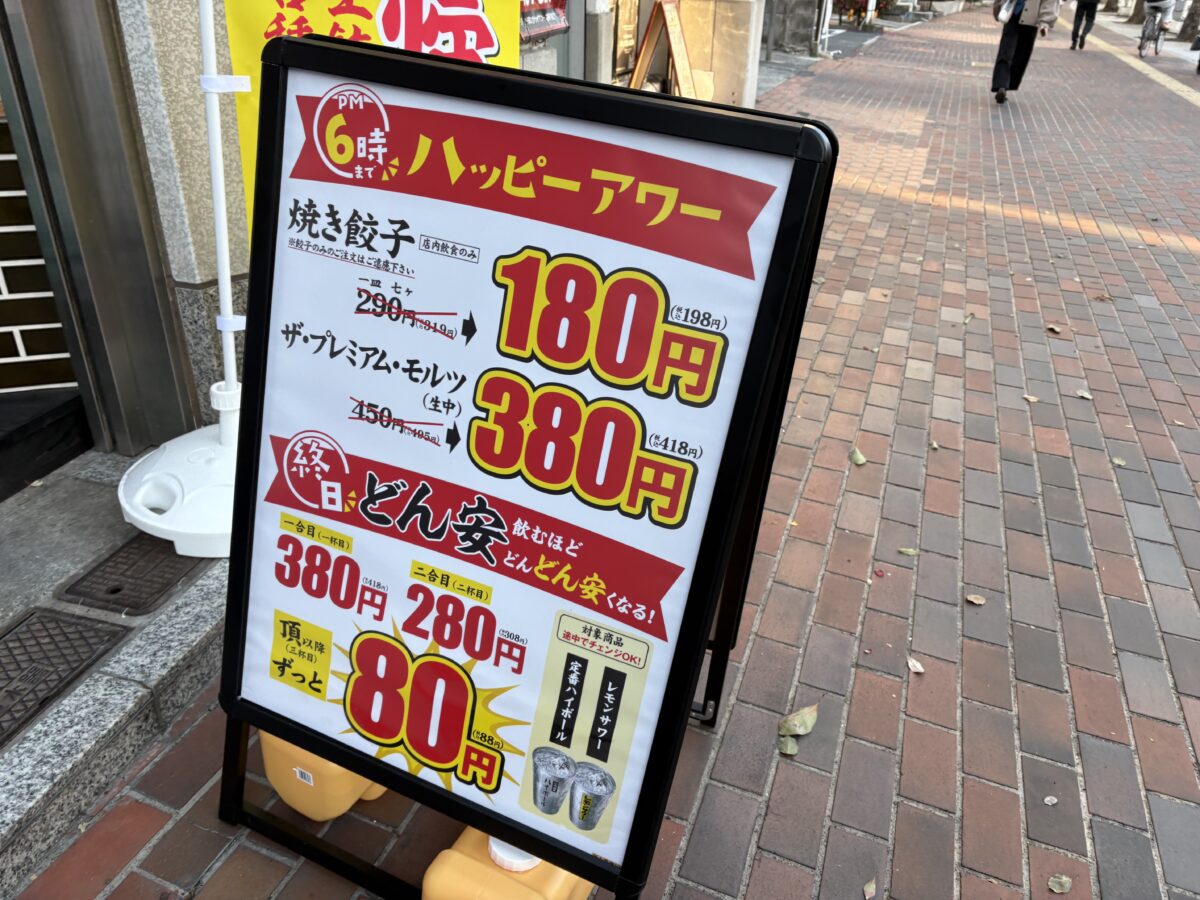 PM
6時
まで
ハッピーアワー
焼き餃子
店内飲食のみ
※餃子のみのご注文はご遠慮下さい
一皿 七ヶ
290円(税込319円)
180円
(税込198円)
ザ・プレミアム・モルツ
(生中)
450円(税込495円)
380円
(税込418円)
終日
どん安
飲むほど
どんどん安くなる!
一合目(一杯目)
380円
(税込418円)
二合目(二杯目)
280円
(税込308円)
頂以降
(三杯目)
ずっと
80円
(税込88円)
対象商品
途中でチェンジOK!
定番ハイボール
レモンサワー